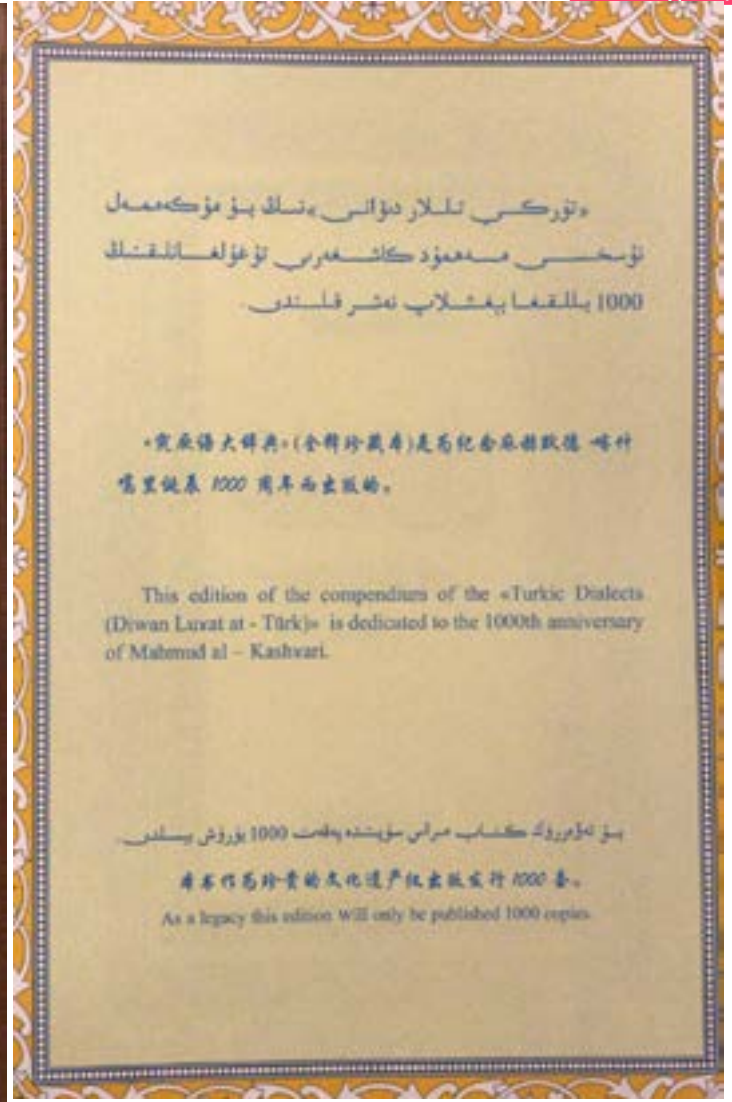 «تۈركىي تىللار دىۋانى»نىڭ بۇ مۇكەممەل
نۇسخىسى مەھمۇد كاشىغەرىي تۇغۇلغانلىقىنىڭ
1000 يىللىقىغا بېغىشلاپ نەشر قىلىندى.
«突厥语大辞典»(全释珍藏本)是为纪念麻赫默德·喀什
噶里诞辰 1000 周年而出版的。
This edition of the compendium of the «Turkic Dialects
(Diwan Luxat at - Türk)» is dedicated to the 1000th anniversary
of Mahmud al – Kashvari.
بۇ تەۋەررۈك كىتاب مىراس سۈپىتىدە پەقەت 1000 يۈرۈش بېسىلدى.
本书作为珍贵的文化遗产仅出版发行 1000 套。
As a legacy this edition will only be published 1000 copies.